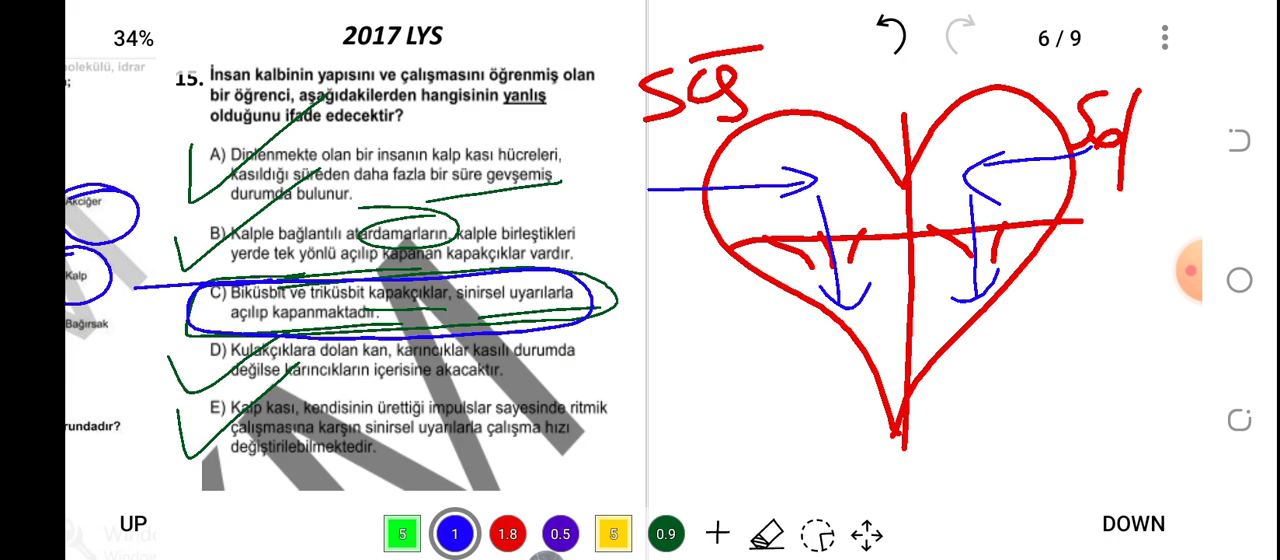 34%
2017 LYS
6 / 9
olekülü, idrar
15. İnsan kalbinin yapısını ve çalışmasını öğrenmiş olan
bir öğrenci, aşağıdakilerden hangisinin yanlış
olduğunu ifade edecektir?
A) Dinlenmekte olan bir insanın kalp kası hücreleri,
kasıldığı süreden daha fazla bir süre gevşemiş
durumda bulunur.
Akciğer
B) Kalple bağlantılı atardamarların, kalple birleştikleri
yerde tek yönlü açılıp kapanan kapakçıklar vardır.
Kalp
C) Biküsbit ve triküsbit kapakçıklar, sinirsel uyarılarla
açılıp kapanmaktadır.
Bağırsak
D) Kulakçıklara dolan kan, karıncıklar kasılı durumda
değilse karıncıkların içerisine akacaktır.
E) Kalp kası, kendisinin ürettiği impulslar sayesinde ritmik
çalışmasına karşın sinirsel uyarılarla çalışma hızı
değiştirilebilmektedir.
rundadır?
Sağ
Sol
UP
5
1
1.8
0.5
5
0.9
DOWN